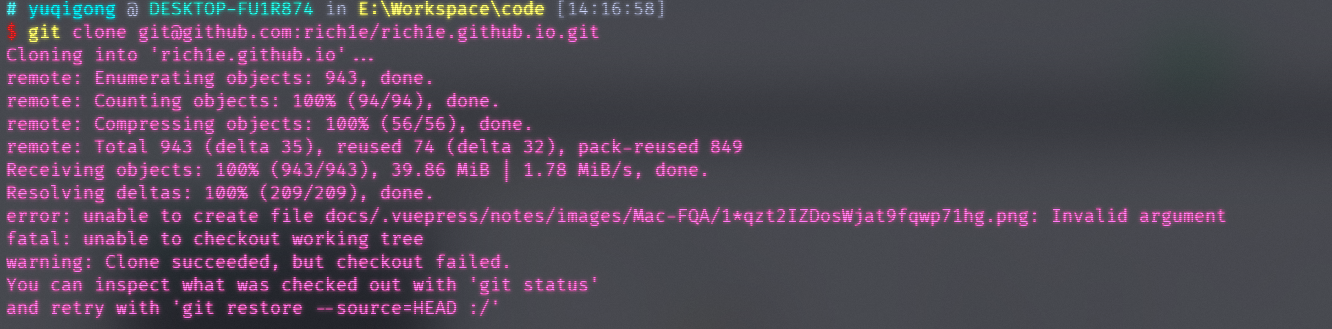 # yuqigong @ DESKTOP-FU1R874 in E:\Workspace\code [14:16:58]
$ git clone git@github.com:rich1e/rich1e.github.io.git
Cloning into 'rich1e.github.io'...
remote: Enumerating objects: 943, done.
remote: Counting objects: 100% (94/94), done.
remote: Compressing objects: 100% (56/56), done.
remote: Total 943 (delta 35), reused 74 (delta 32), pack-reused 849
Receiving objects: 100% (943/943), 39.86 MiB | 1.78 MiB/s, done.
Resolving deltas: 100% (209/209), done.
error: unable to create file docs/.vuepress/notes/images/Mac-FQA/1*qzt2IZDosWjat9fqwp71hg.png: Invalid argument
fatal: unable to checkout working tree
warning: Clone succeeded, but checkout failed.
You can inspect what was checked out with 'git status'
and retry with 'git restore --source=HEAD :/'